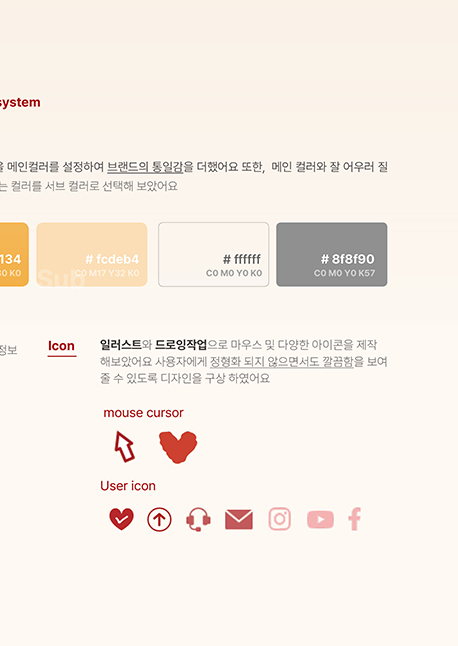 system
을 메인컬러를 설정하여 브랜드의 통일감을 더했어요 또한, 메인 컬러와 잘 어우러 질
는 컬러를 서브 컬러로 선택해 보았어요
134
80 K0
Sub
# fcdeb4
C0 M17 Y32 K0
# ffffff
C0 M0 Y0 K0
# 8f8f90
C0 M0 Y0 K57
정보
Icon
일러스트와 드로잉작업으로 마우스 및 다양한 아이콘을 제작
해보았어요 사용자에게 정형화 되지 않으면서도 깔끔함을 보여
줄 수 있도록 디자인을 구상 하였어요
mouse cursor
User icon